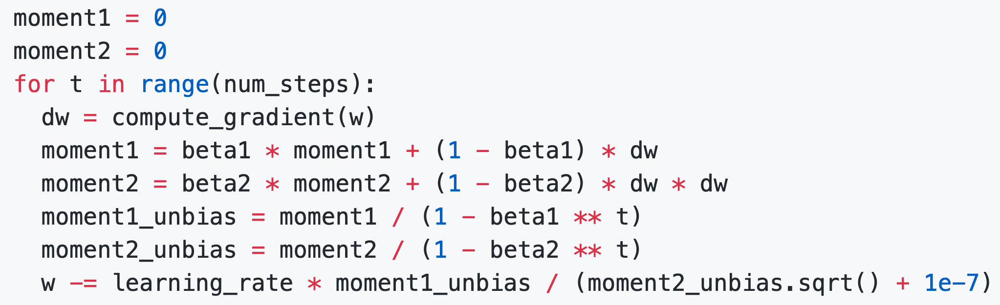 moment1 = 0
moment2 = 0
for t in range(num_steps):
  dw = compute_gradient(w)
  moment1 = beta1 * moment1 + (1 - beta1) * dw
  moment2 = beta2 * moment2 + (1 - beta2) * dw * dw
  moment1_unbias = moment1 / (1 - beta1 ** t)
  moment2_unbias = moment2 / (1 - beta2 ** t)
  w -= learning_rate * moment1_unbias / (moment2_unbias.sqrt() + 1e-7)